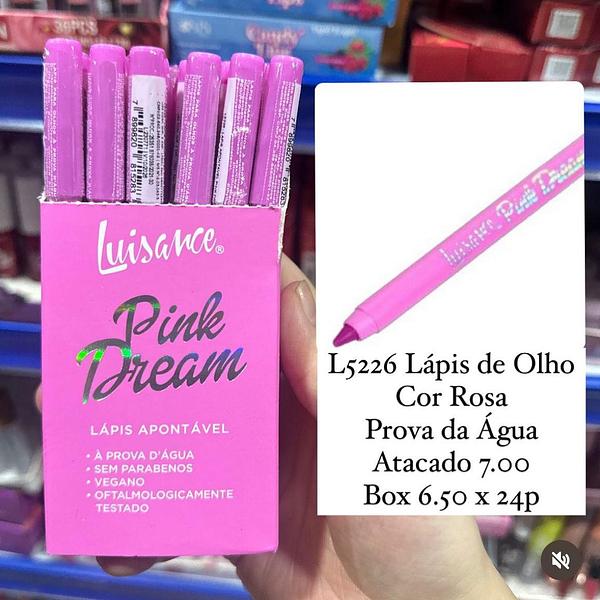 Luisance®
Pink
Dream
LÁPIS APONTÁVEL
• À PROVA D'ÁGUA
• SEM PARABENOS
• VEGANO
• OFTALMOLOGICAMENTE
TESTADO
Luisance Pink Dream
L5226 Lápis de Olho
Cor Rosa
Prova da Água
Atacado 7.00
Box 6.50 x 24p